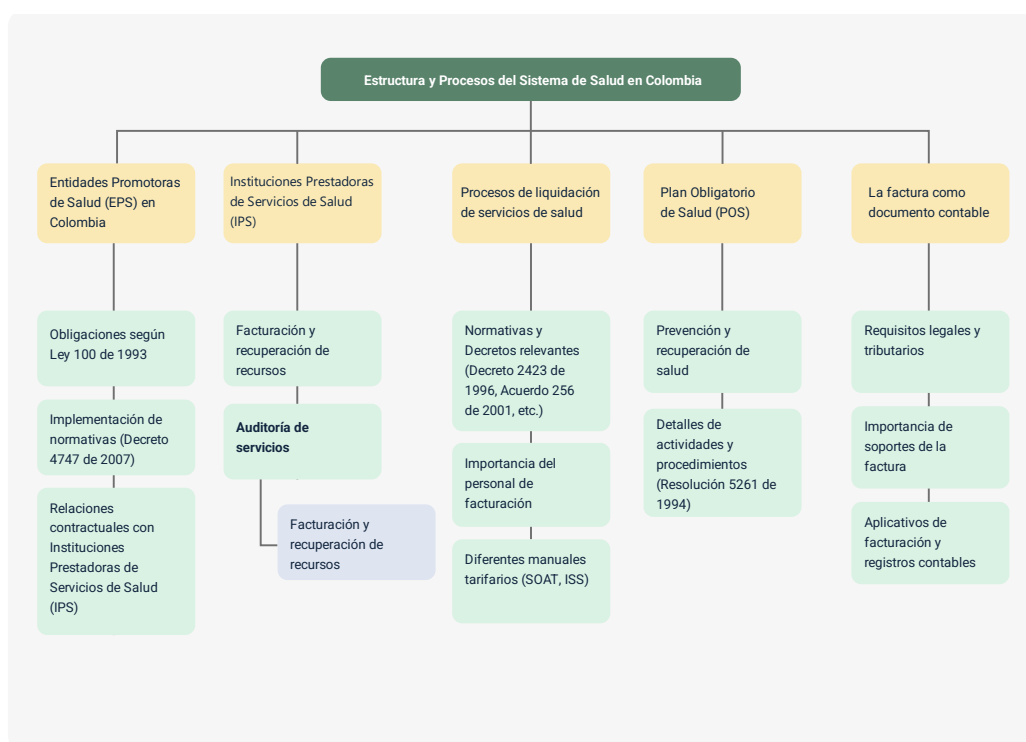 Estructura y Procesos del Sistema de Salud en Colombia
Entidades Promotoras
de Salud (EPS) en
Colombia
Obligaciones según
Ley 100 de 1993
Implementación de
normativas (Decreto
4747 de 2007)
Relaciones
contractuales con
Instituciones
Prestadoras de
Servicios de Salud
(IPS)
Instituciones Prestadoras
de Servicios de Salud
(IPS)
Facturación y
recuperación de
recursos
Auditoría de
servicios
Facturación y
recuperación de
recursos
Procesos de liquidación
de servicios de salud
Normativas y
Decretos relevantes
(Decreto 2423 de
1996, Acuerdo 256
de 2001, etc.)
Importancia del
personal de
facturación
Diferentes manuales
tarifarios (SOAT, ISS)
Plan Obligatorio
de Salud (POS)
Prevención y
recuperación de
salud
Detalles de
actividades y
procedimientos
(Resolución 5261 de
1994)
La factura como
documento contable
Requisitos legales y
tributarios
Importancia de
soportes de la
factura
Aplicativos de
facturación y
registros contables